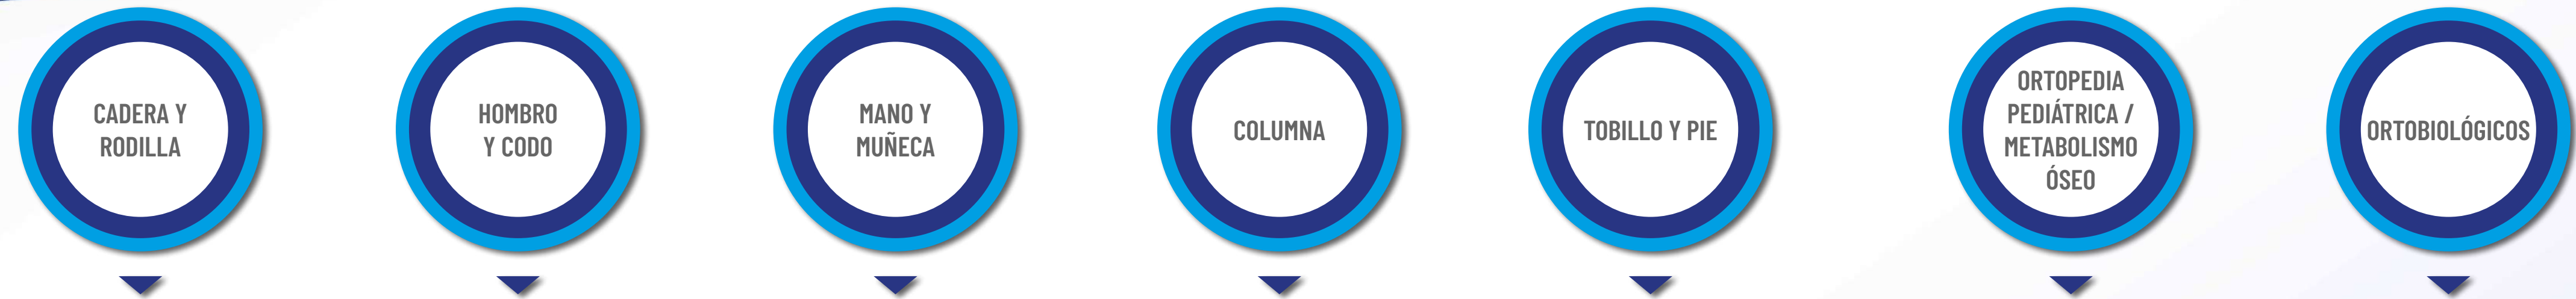 CADERA Y
RODILLA
HOMBRO
Y CODO
MANO Y
MUÑECA
COLUMNA
TOBILLO Y PIE
ORTOPEDIA
PEDIÁTRICA /
METABOLISMO
ÓSEO
ORTOBIOLÓGICOS